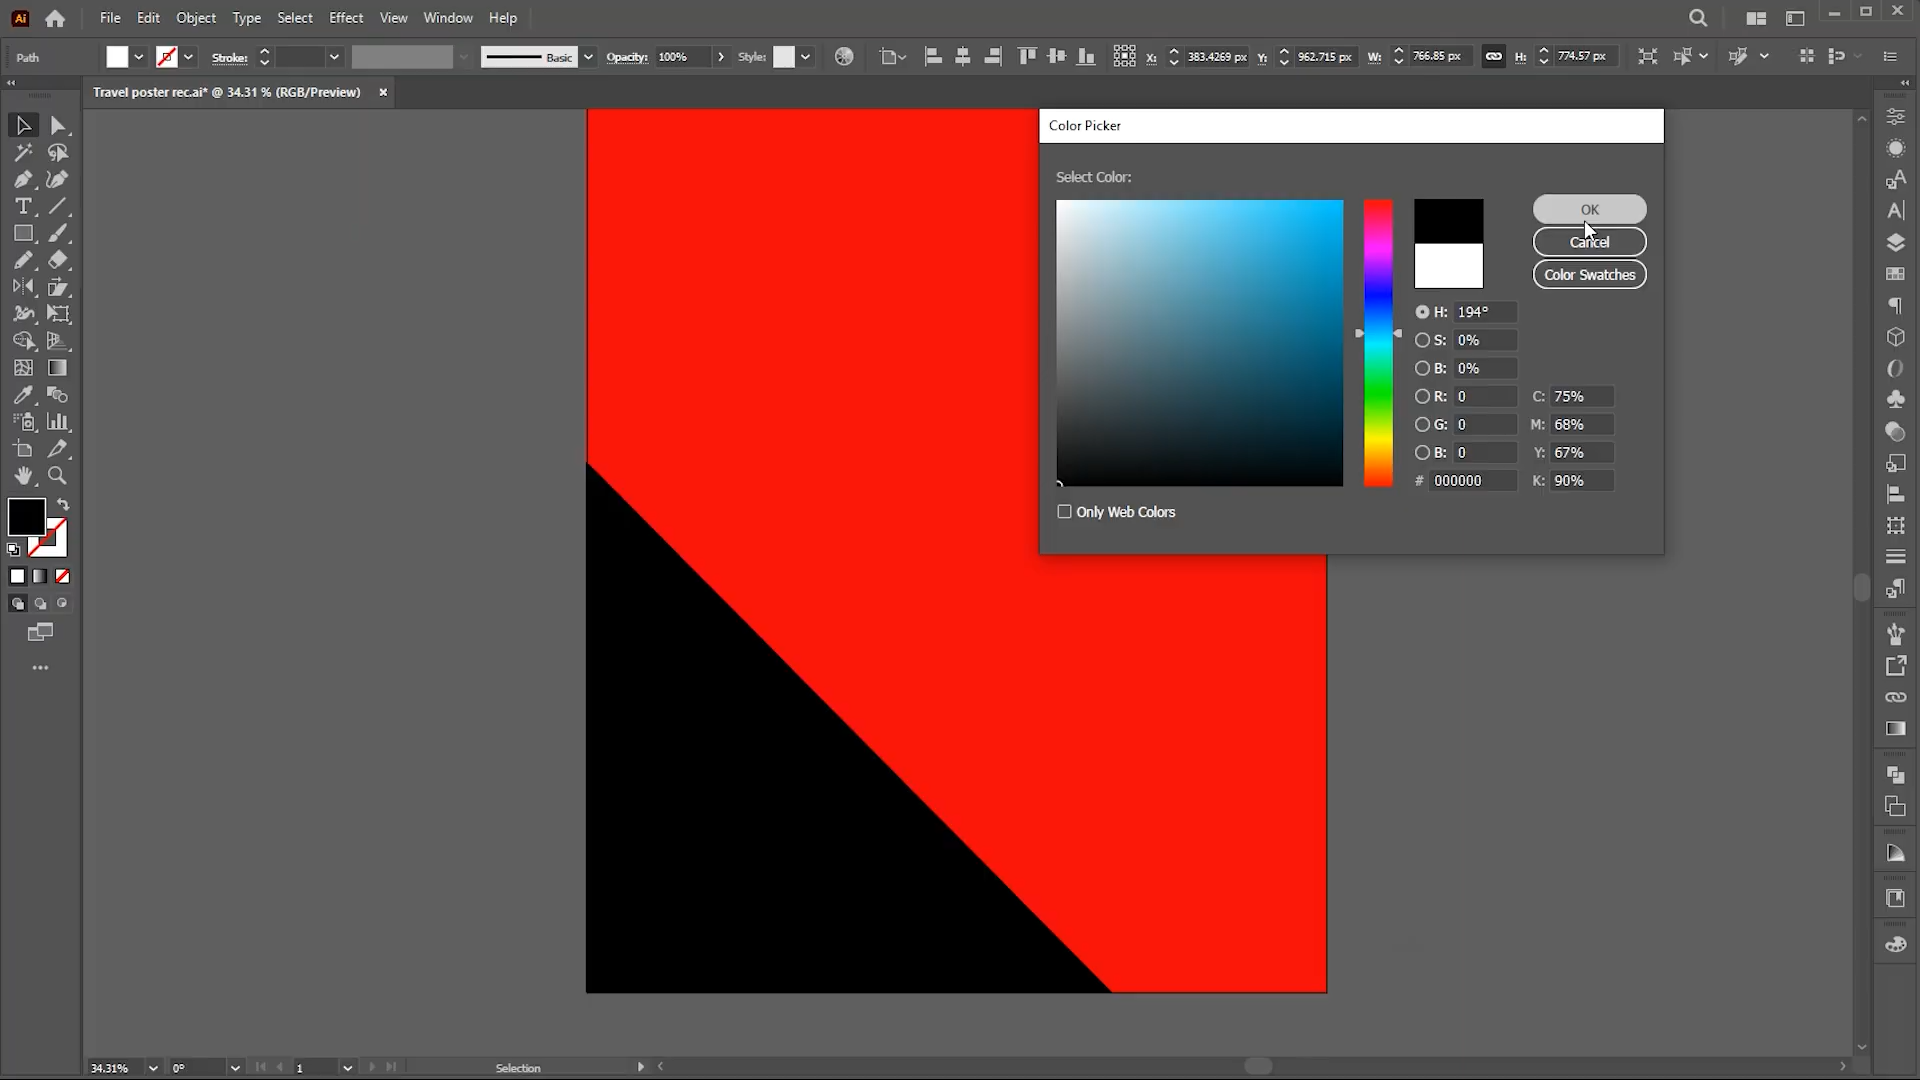 Ai File Edit Object Type Select Effect View Window Help
Path Stroke: Basic Opacity: 100% Style: X: 383.4269 px Y: 962.715 px W: 766.85 px H: 774.57 px
Travel poster rec.ai* @ 34.31 % (RGB/Preview) ×
Color Picker
Select Color:
OK
Cancel
Color Swatches
H: 194°
S: 0%
B: 0%
R: 0 C: 75%
G: 0 M: 68%
B: 0 Y: 67%
# 000000 K: 90%
Only Web Colors
34.31% 0° 1 Selection